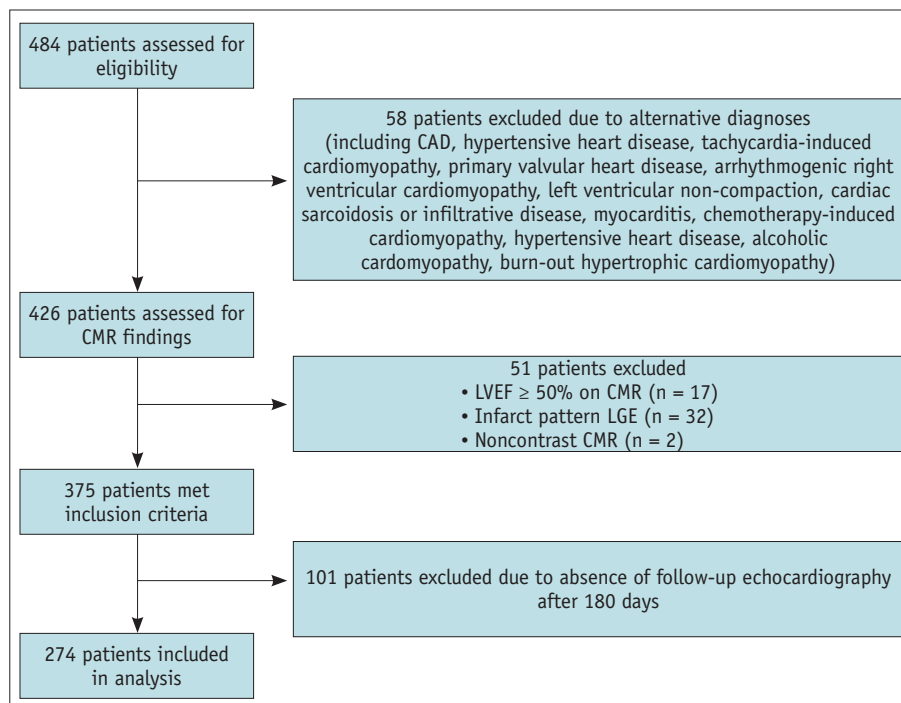 484 patients assessed for
eligibility
58 patients excluded due to alternative diagnoses
(including CAD, hypertensive heart disease, tachycardia-induced
cardiomyopathy, primary valvular heart disease, arrhythmogenic right
ventricular cardiomyopathy, left ventricular non-compaction, cardiac
sarcoidosis or infiltrative disease, myocarditis, chemotherapy-induced
cardiomyopathy, hypertensive heart disease, alcoholic
cardomyopathy, burn-out hypertrophic cardiomyopathy)
426 patients assessed for
CMR findings
51 patients excluded
• LVEF ≥ 50% on CMR (n = 17)
• Infarct pattern LGE (n = 32)
• Noncontrast CMR (n = 2)
375 patients met
inclusion criteria
101 patients excluded due to absence of follow-up echocardiography
after 180 days
274 patients included
in analysis